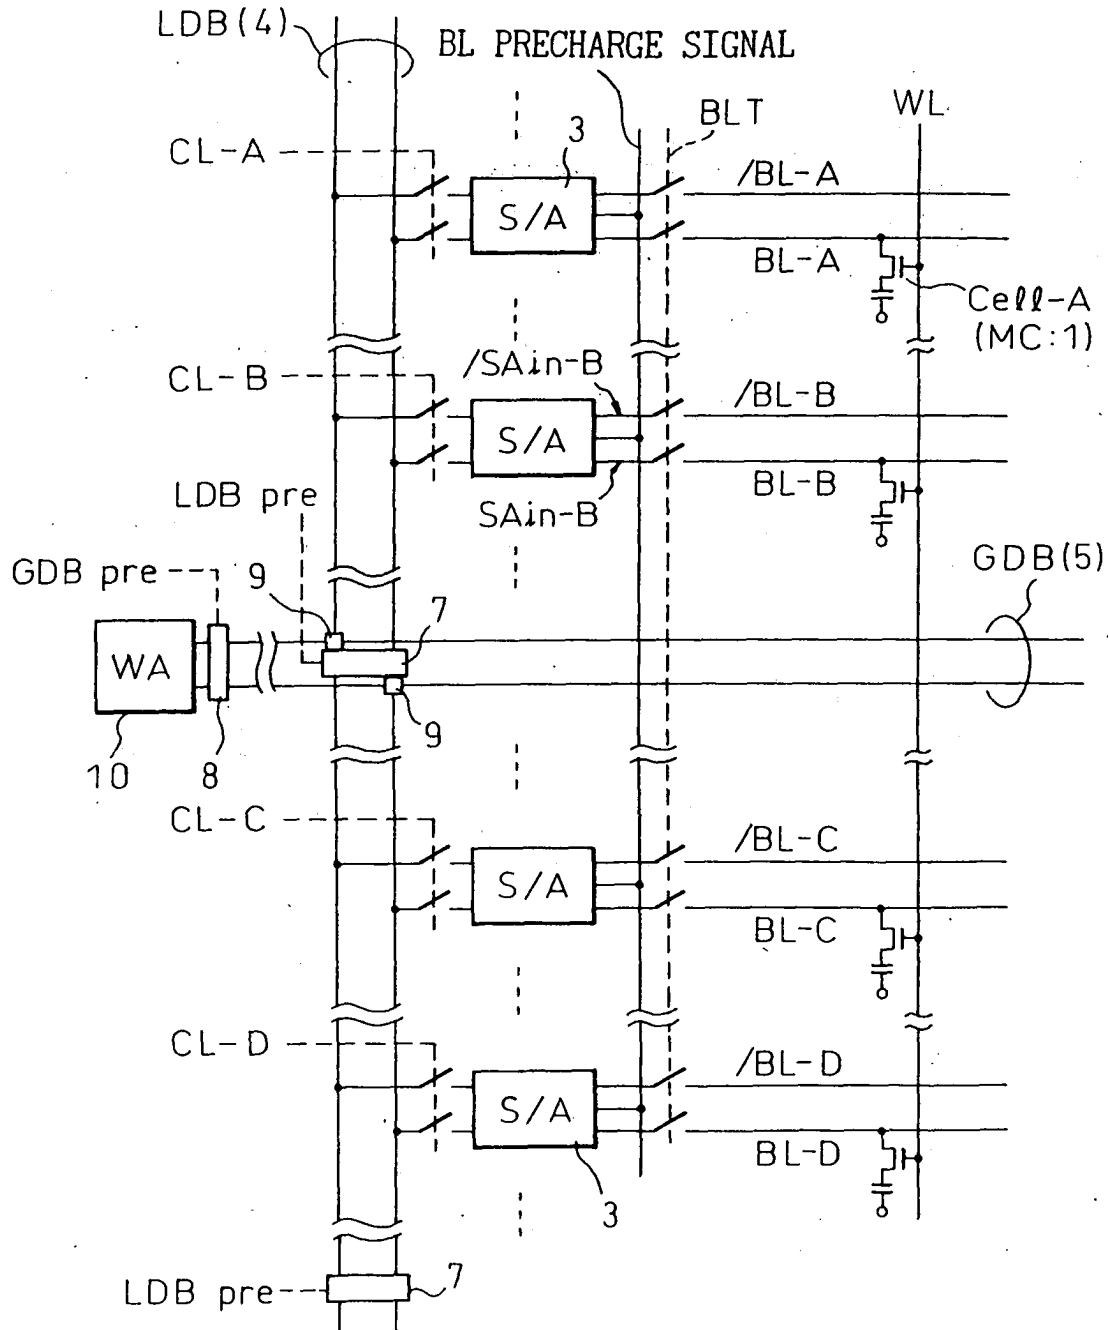 LDB(4)
BL PRECHARGE SIGNAL
WL
BLT
3
CL-A
/BL-A
S/A
BL-A
Cell-A
(MC:1)
/SAin-B
CL-B
/BL-B
S/A
BL-B
LDB pre
SAin-B
GDB pre
9
7
GDB(5)
WA
10
8
9
CL-C
/BL-C
S/A
BL-C
CL-D
/BL-D
S/A
BL-D
3
LDB pre
7